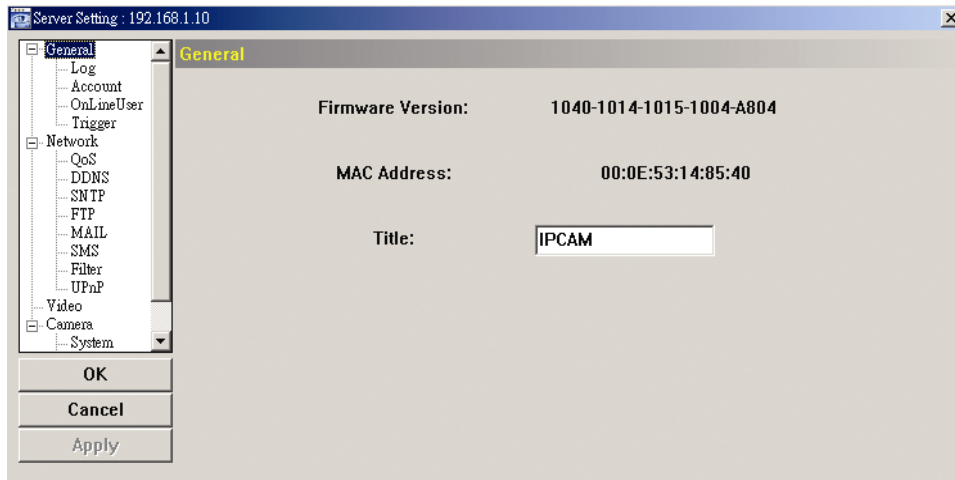 Server Setting : 192.168.1.10
General
Log
Account
OnLineUser
Trigger
Network
QoS
DDNS
SNTP
FTP
MAIL
SMS
Filter
UPnP
Video
Camera
System
OK
Cancel
Apply
General
Firmware Version: 1040-1014-1015-1004-A804
MAC Address: 00:0E:53:14:85:40
Title: IPCAM